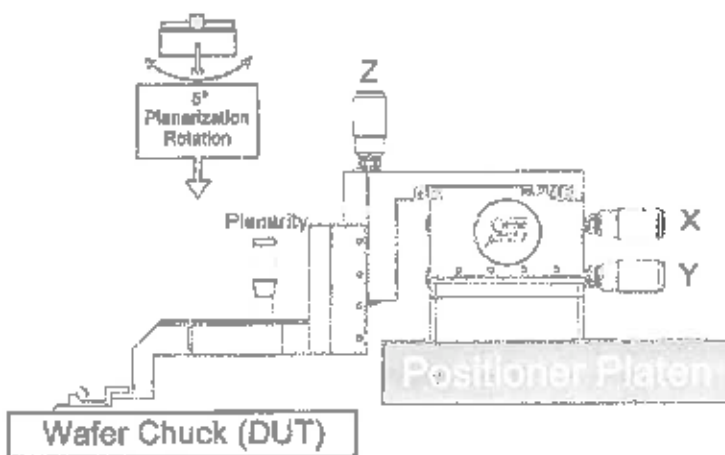 Z
5°
Planarization
Rotation
Planarity
X
Y
Positioner Platen
Wafer Chuck (DUT)